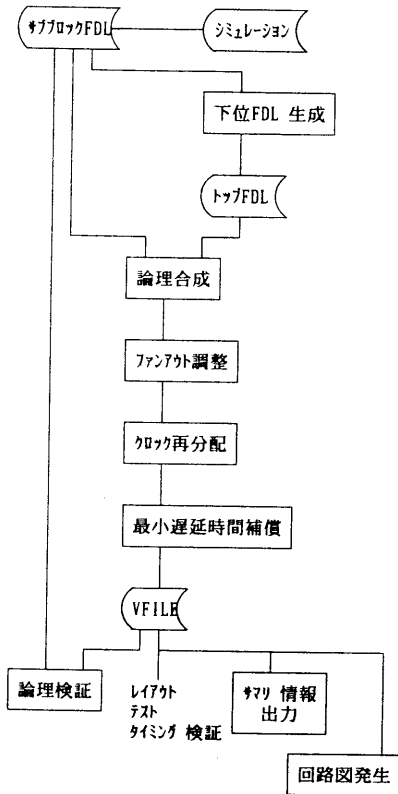 ｻﾌﾞﾌﾞﾛｯｸFDL
ｼﾐｭﾚｰｼｮﾝ
下位FDL 生成
ﾄｯﾌﾟFDL
論理合成
ﾌｧﾝｱｳﾄ調整
ｸﾛｯｸ再分配
最小遅延時間補償
VFILE
論理検証
ﾚｲｱｳﾄ
ﾃｽﾄ
ﾀｲﾐﾝｸﾞ 検証
ｻﾏﾘ 情報
出力
回路図発生